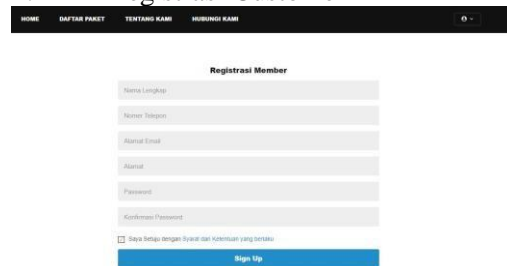 HOME DAFTAR PAKET TENTANG KAMI HUBUNGI KAMI
Registrasi Member
Nama Lengkap
Nomer Telepon
Alamat Email
Alamat
Password
Konfirmasi Password
Saya Setuju dengan Syarat dan Ketentuan yang berlaku
Sign Up